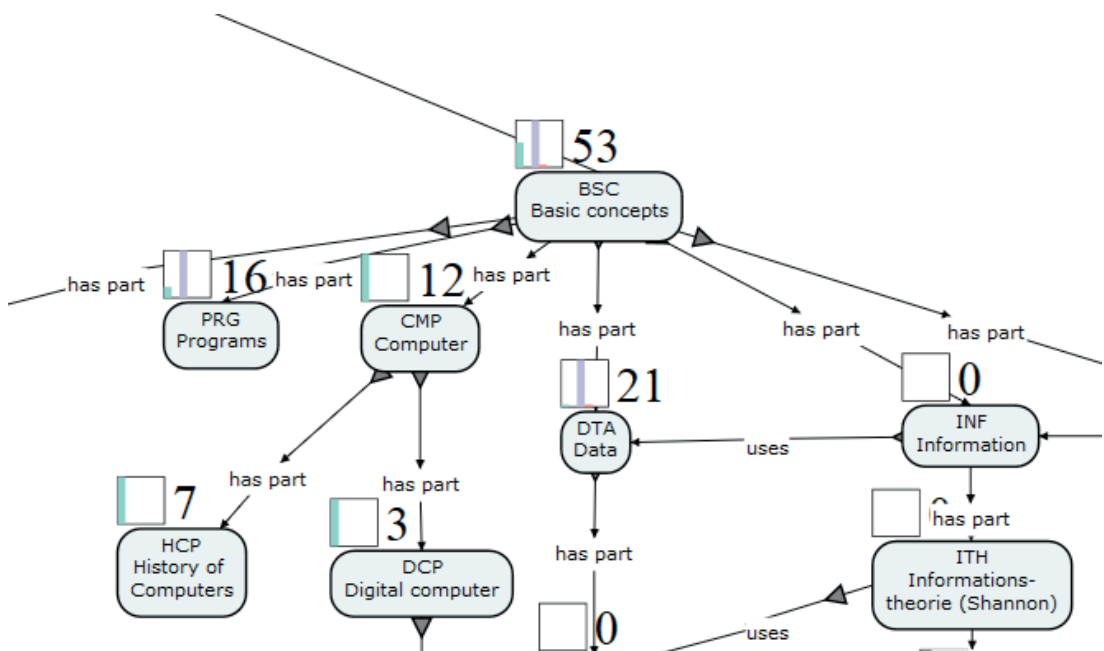 53
BSC
Basic concepts
has part
16
has part
12
has part
PRG
Programs
CMP
Computer
has part
has part
has part
21
0
DTA
Data
INF
Information
uses
has part
has part
7
3
has part
has part
HCP
History of
Computers
DCP
Digital computer
ITH
Informations-
theorie (Shannon)
0
uses